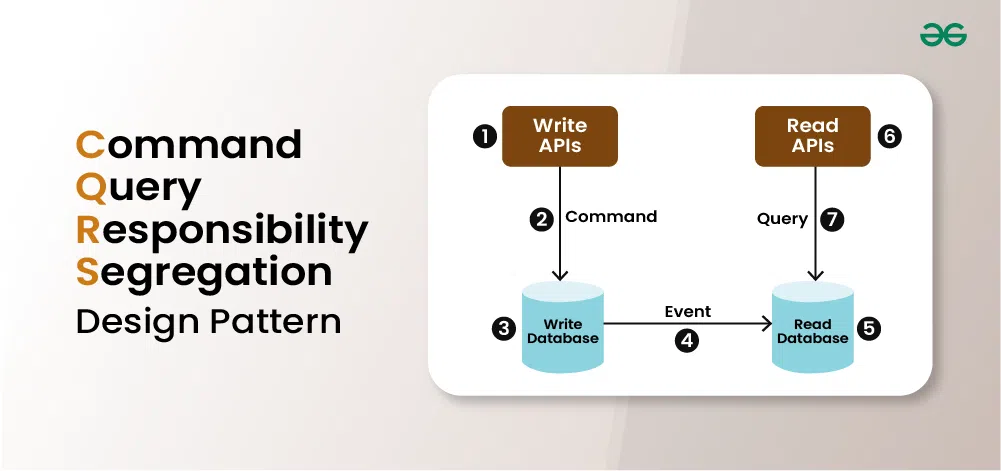 Command
Query
Responsibility
Segregation
Design Pattern
1
Write
APIs
Read
APIs
6
2
Command
Query
7
3
Write
Database
Event
4
Read
Database
5